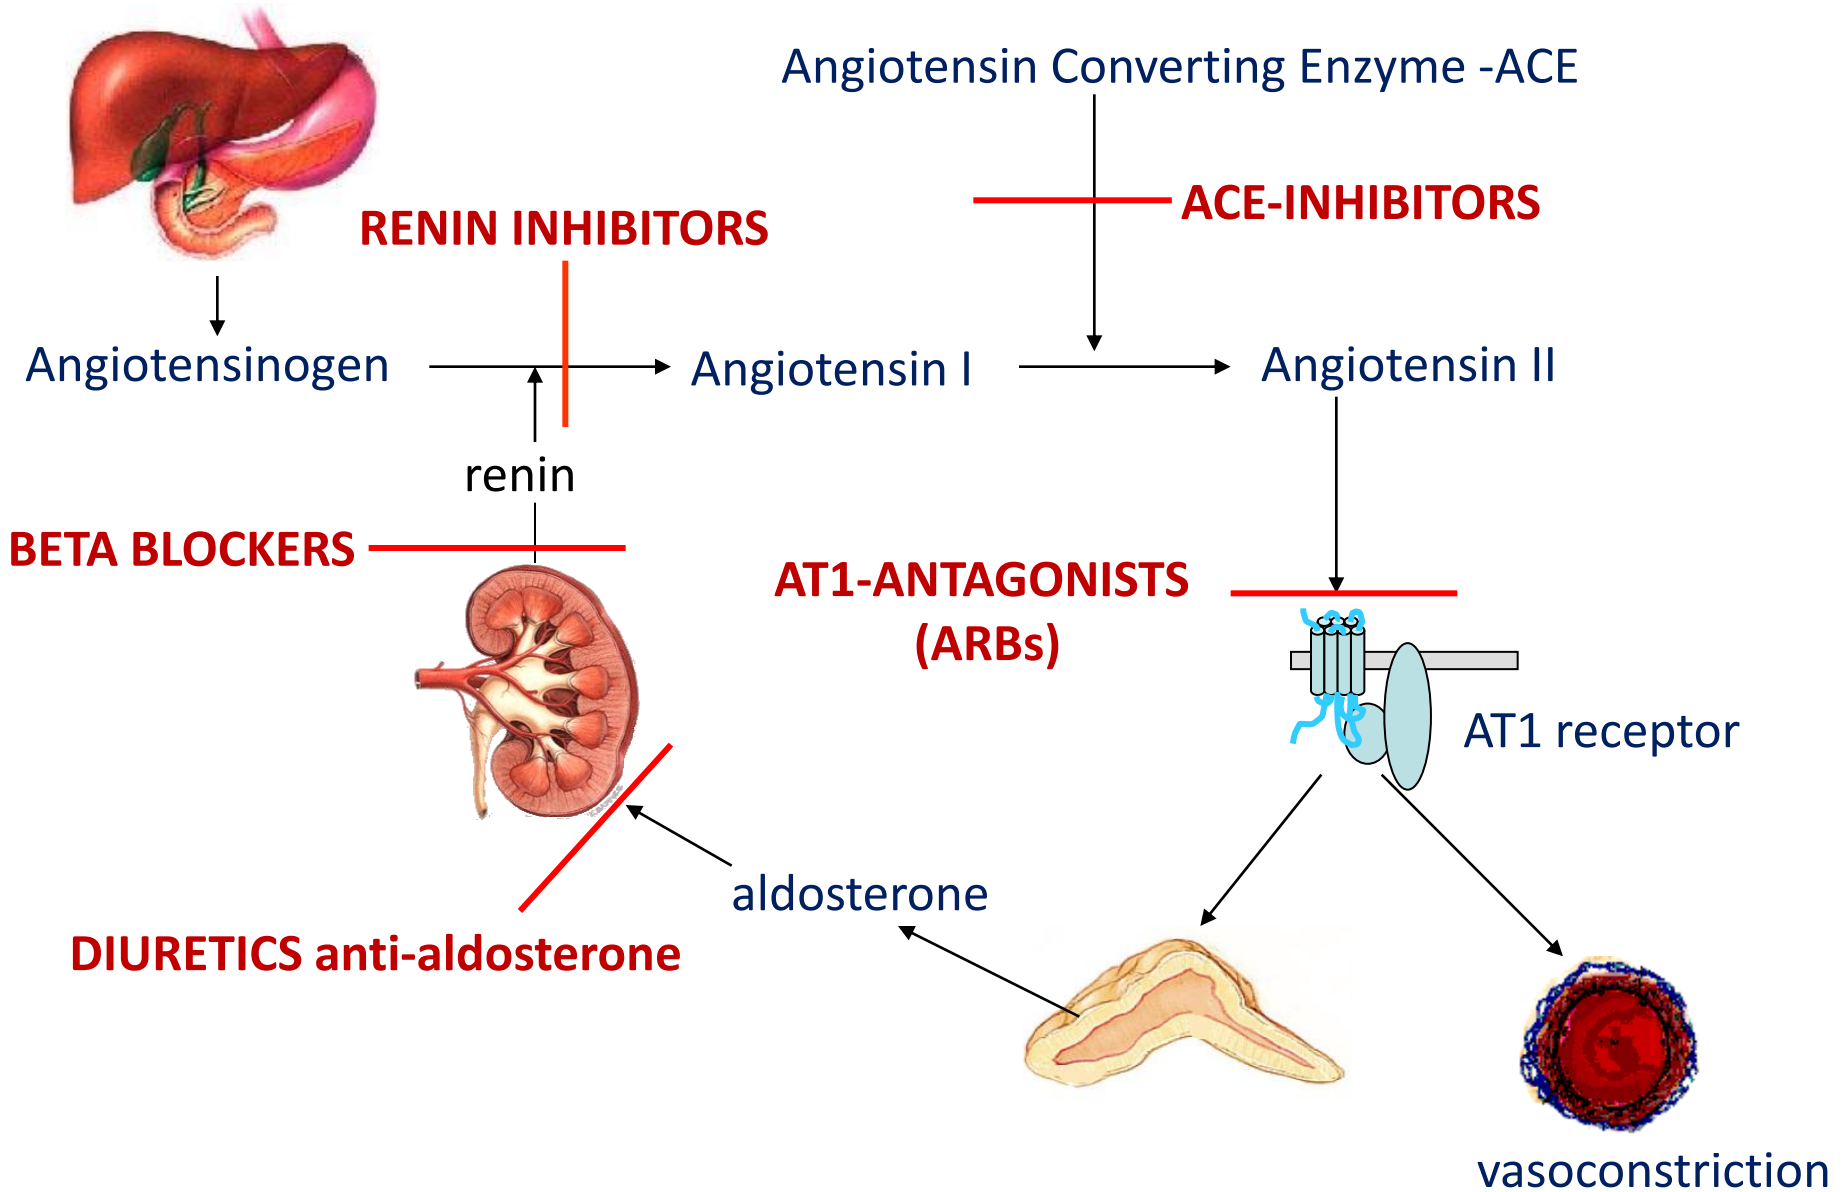 Angiotensin Converting Enzyme -ACE
ACE-INHIBITORS
RENIN INHIBITORS
Angiotensinogen
Angiotensin I
Angiotensin II
renin
BETA BLOCKERS
AT1-ANTAGONISTS
(ARBs)
AT1 receptor
aldosterone
DIURETICS anti-aldosterone
vasoconstriction